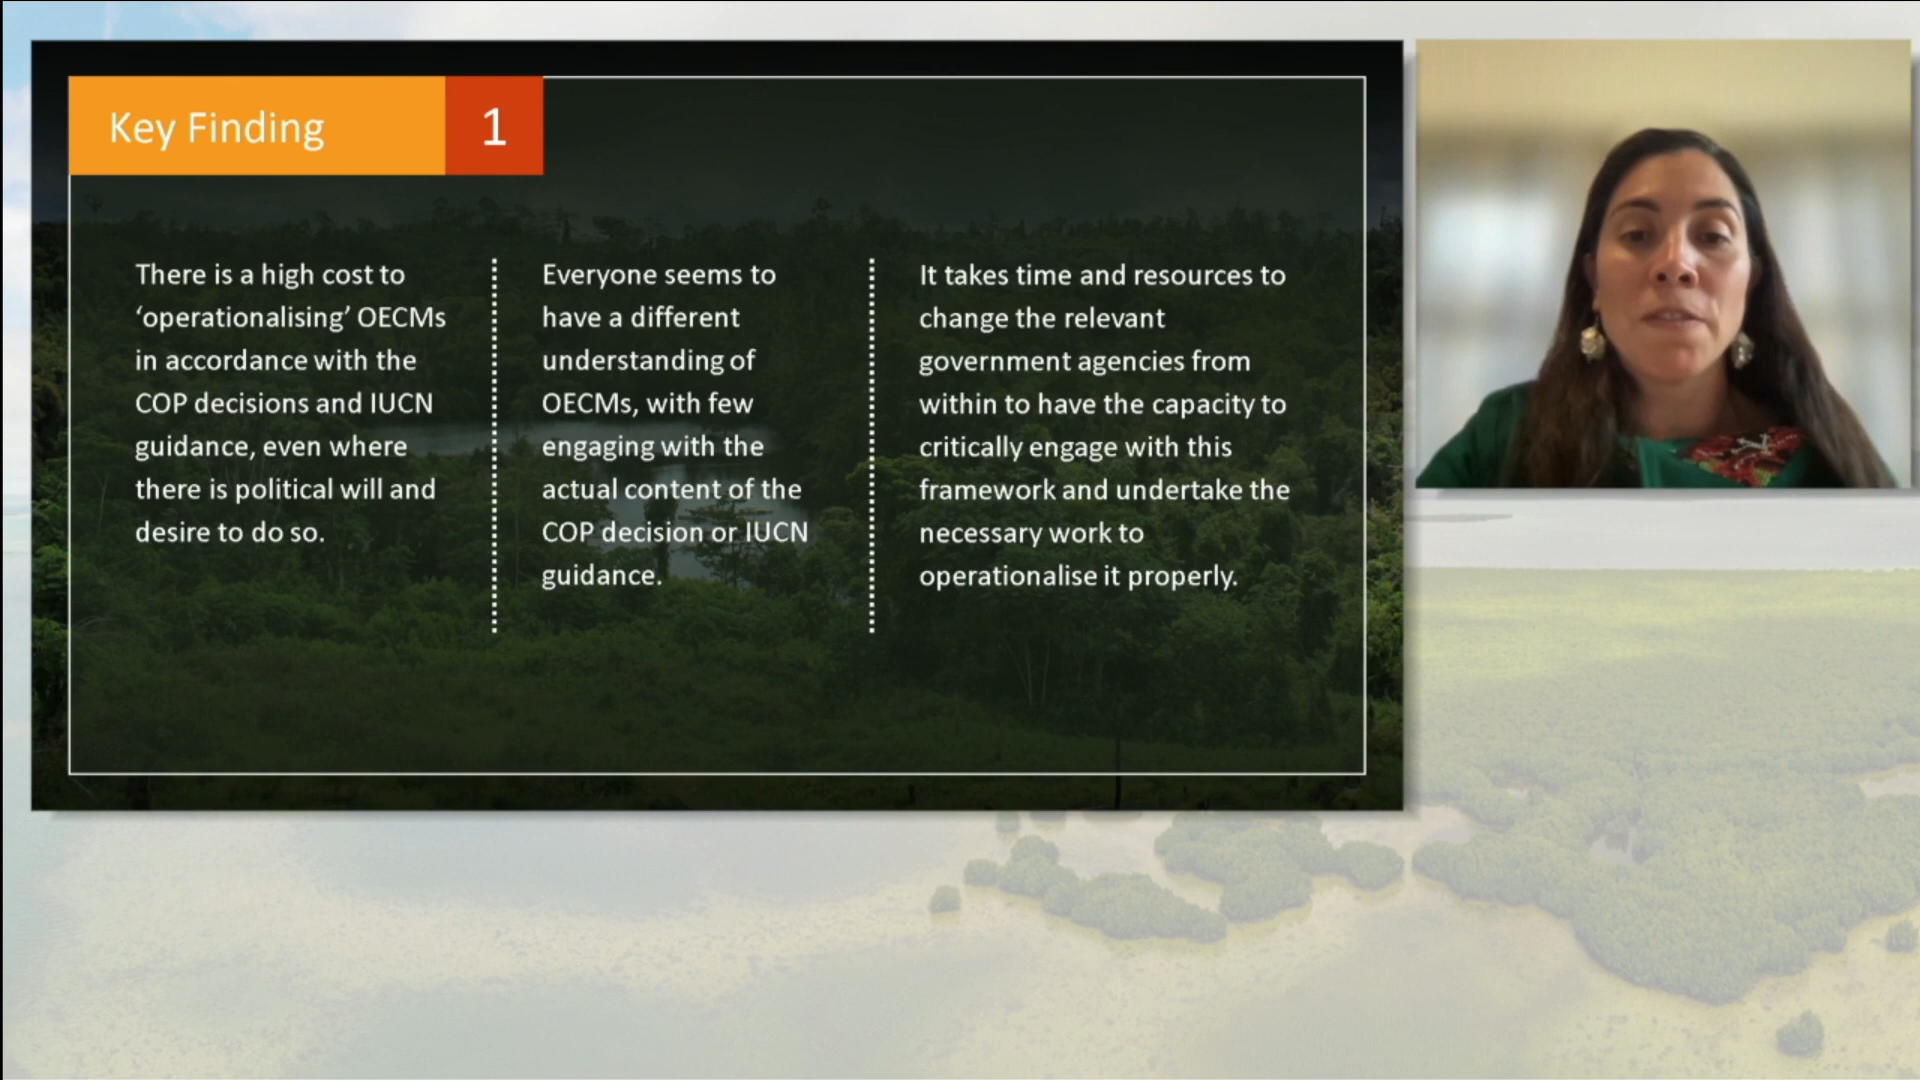 Key Finding 1
There is a high cost to
‘operationalising’ OECMs
in accordance with the
COP decisions and IUCN
guidance, even where
there is political will and
desire to do so.
Everyone seems to
have a different
understanding of
OECMs, with few
engaging with the
actual content of the
COP decision or IUCN
guidance.
It takes time and resources to
change the relevant
government agencies from
within to have the capacity to
critically engage with this
framework and undertake the
necessary work to
operationalise it properly.